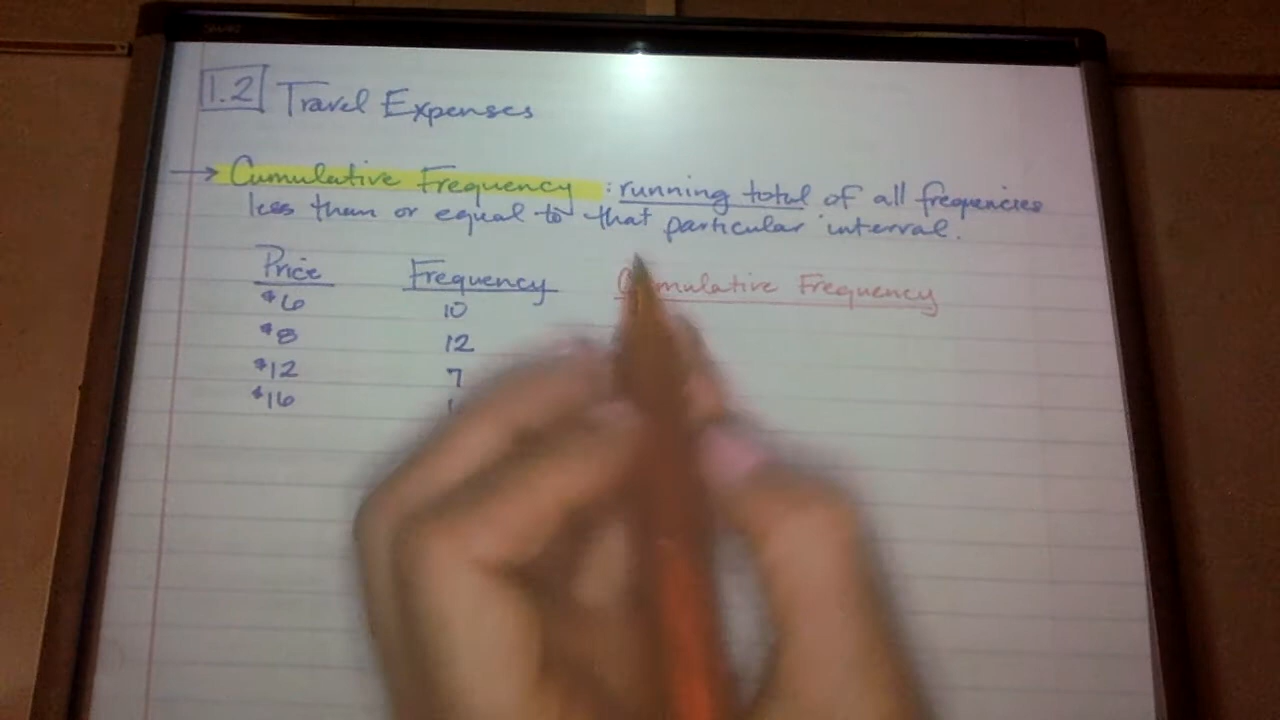 1.2 Travel Expenses
→ Cumulative Frequency : running total of all frequencies
less than or equal to that particular interval.
Price Frequency Cumulative Frequency
$6 10
$8 12
$12 7
$16